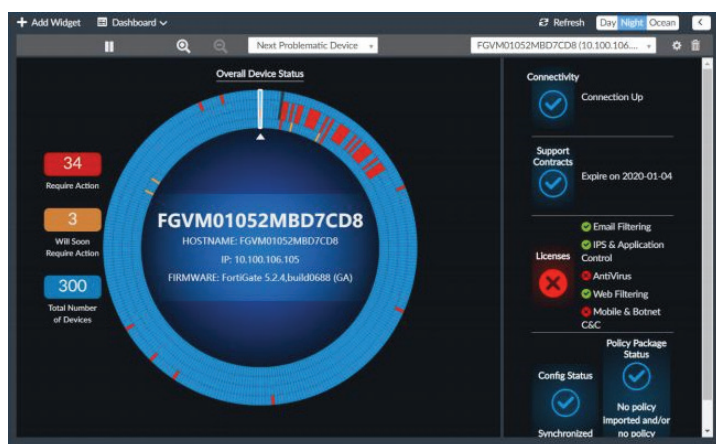 + Add Widget Dashboard Refresh Day Night Ocean
Next Problematic Device FGVM01052MBD7CD8 (10.100.106....
Overall Device Status
34
Require Action
3
Will Soon
Require Action
300
Total Number
of Devices
FGVM01052MBD7CD8
HOSTNAME: FGVM01052MBD7CD8
IP: 10.100.106.105
FIRMWARE: FortiGate 5.2.4,build0688 (GA)
Connectivity
Connection Up
Support
Contracts
Expire on 2020-01-04
Licenses
Email Filtering
IPS & Application
Control
AntiVirus
Web Filtering
Mobile & Botnet
C&C
Config Status
Synchronized
Policy Package
Status
No policy
imported and/or
no policy